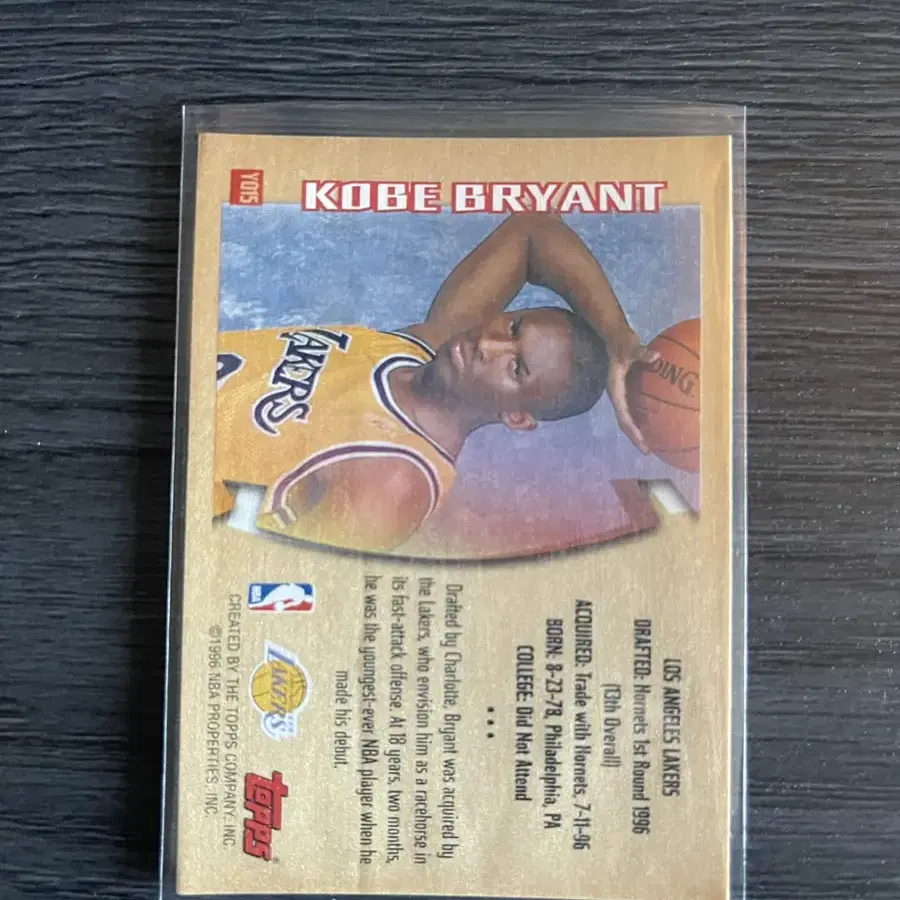 Y015
KOBE BRYANT
LAKERS
DING
LOS ANGELES LAKERS
DRAFTED: Hornets 1st Round 1996
(13th Overall)
ACQUIRED: Trade with Hornets, 7-11-96
BORN: 8-23-78, Philadelphia, PA
COLLEGE: Did Not Attend
Drafted by Charlotte, Bryant was acquired by
the Lakers, who envision him as a racehorse in
its fast-attack offense. At 18 years, two months,
he was the youngest-ever NBA player when he
made his debut.
NBA
LAKERS
topps
CREATED BY THE TOPPS COMPANY, INC.
©1996 NBA PROPERTIES, INC.